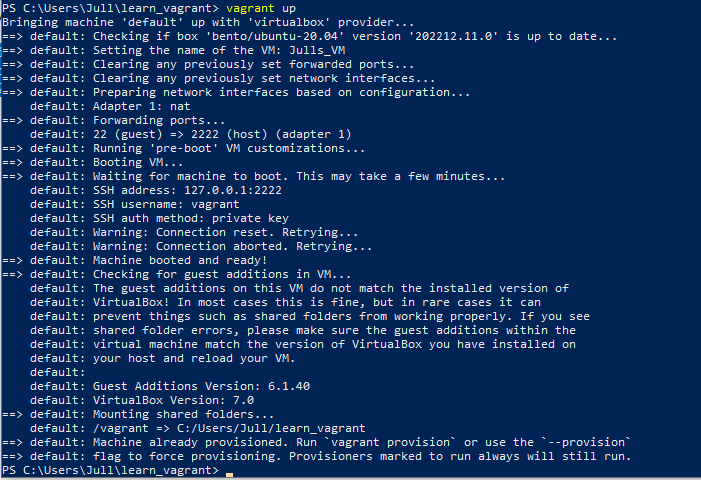 PS C:\Users\Jull\learn_vagrant> vagrant up
Bringing machine 'default' up with 'virtualbox' provider...
==> default: Checking if box 'bento/ubuntu-20.04' version '202212.11.0' is up to date...
==> default: Setting the name of the VM: Julls_VM
==> default: Clearing any previously set forwarded ports...
==> default: Clearing any previously set network interfaces...
==> default: Preparing network interfaces based on configuration...
    default: Adapter 1: nat
==> default: Forwarding ports...
    default: 22 (guest) => 2222 (host) (adapter 1)
==> default: Running 'pre-boot' VM customizations...
==> default: Booting VM...
==> default: Waiting for machine to boot. This may take a few minutes...
    default: SSH address: 127.0.0.1:2222
    default: SSH username: vagrant
    default: SSH auth method: private key
    default: Warning: Connection reset. Retrying...
    default: Warning: Connection aborted. Retrying...
==> default: Machine booted and ready!
==> default: Checking for guest additions in VM...
    default: The guest additions on this VM do not match the installed version of
    default: VirtualBox! In most cases this is fine, but in rare cases it can
    default: prevent things such as shared folders from working properly. If you see
    default: shared folder errors, please make sure the guest additions within the
    default: virtual machine match the version of VirtualBox you have installed on
    default: your host and reload your VM.
    default:
    default: Guest Additions Version: 6.1.40
    default: VirtualBox Version: 7.0
==> default: Mounting shared folders...
    default: /vagrant => C:/Users/Jull/learn_vagrant
==> default: Machine already provisioned. Run `vagrant provision` or use the `--provision`
==> default: flag to force provisioning. Provisioners marked to run always will still run.
PS C:\Users\Jull\learn_vagrant>